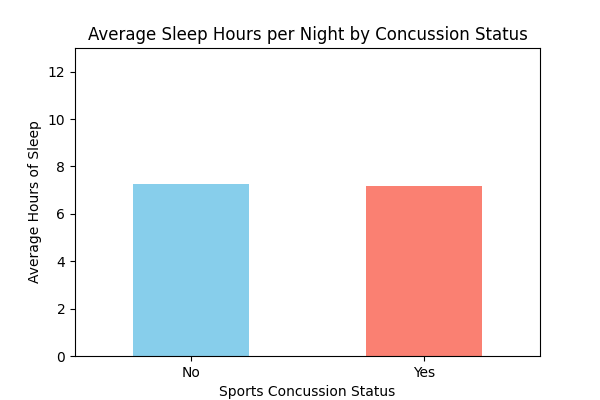 Average Sleep Hours per Night by Concussion Status
Average Hours of Sleep
12
10
8
6
4
2
0
No Yes
Sports Concussion Status